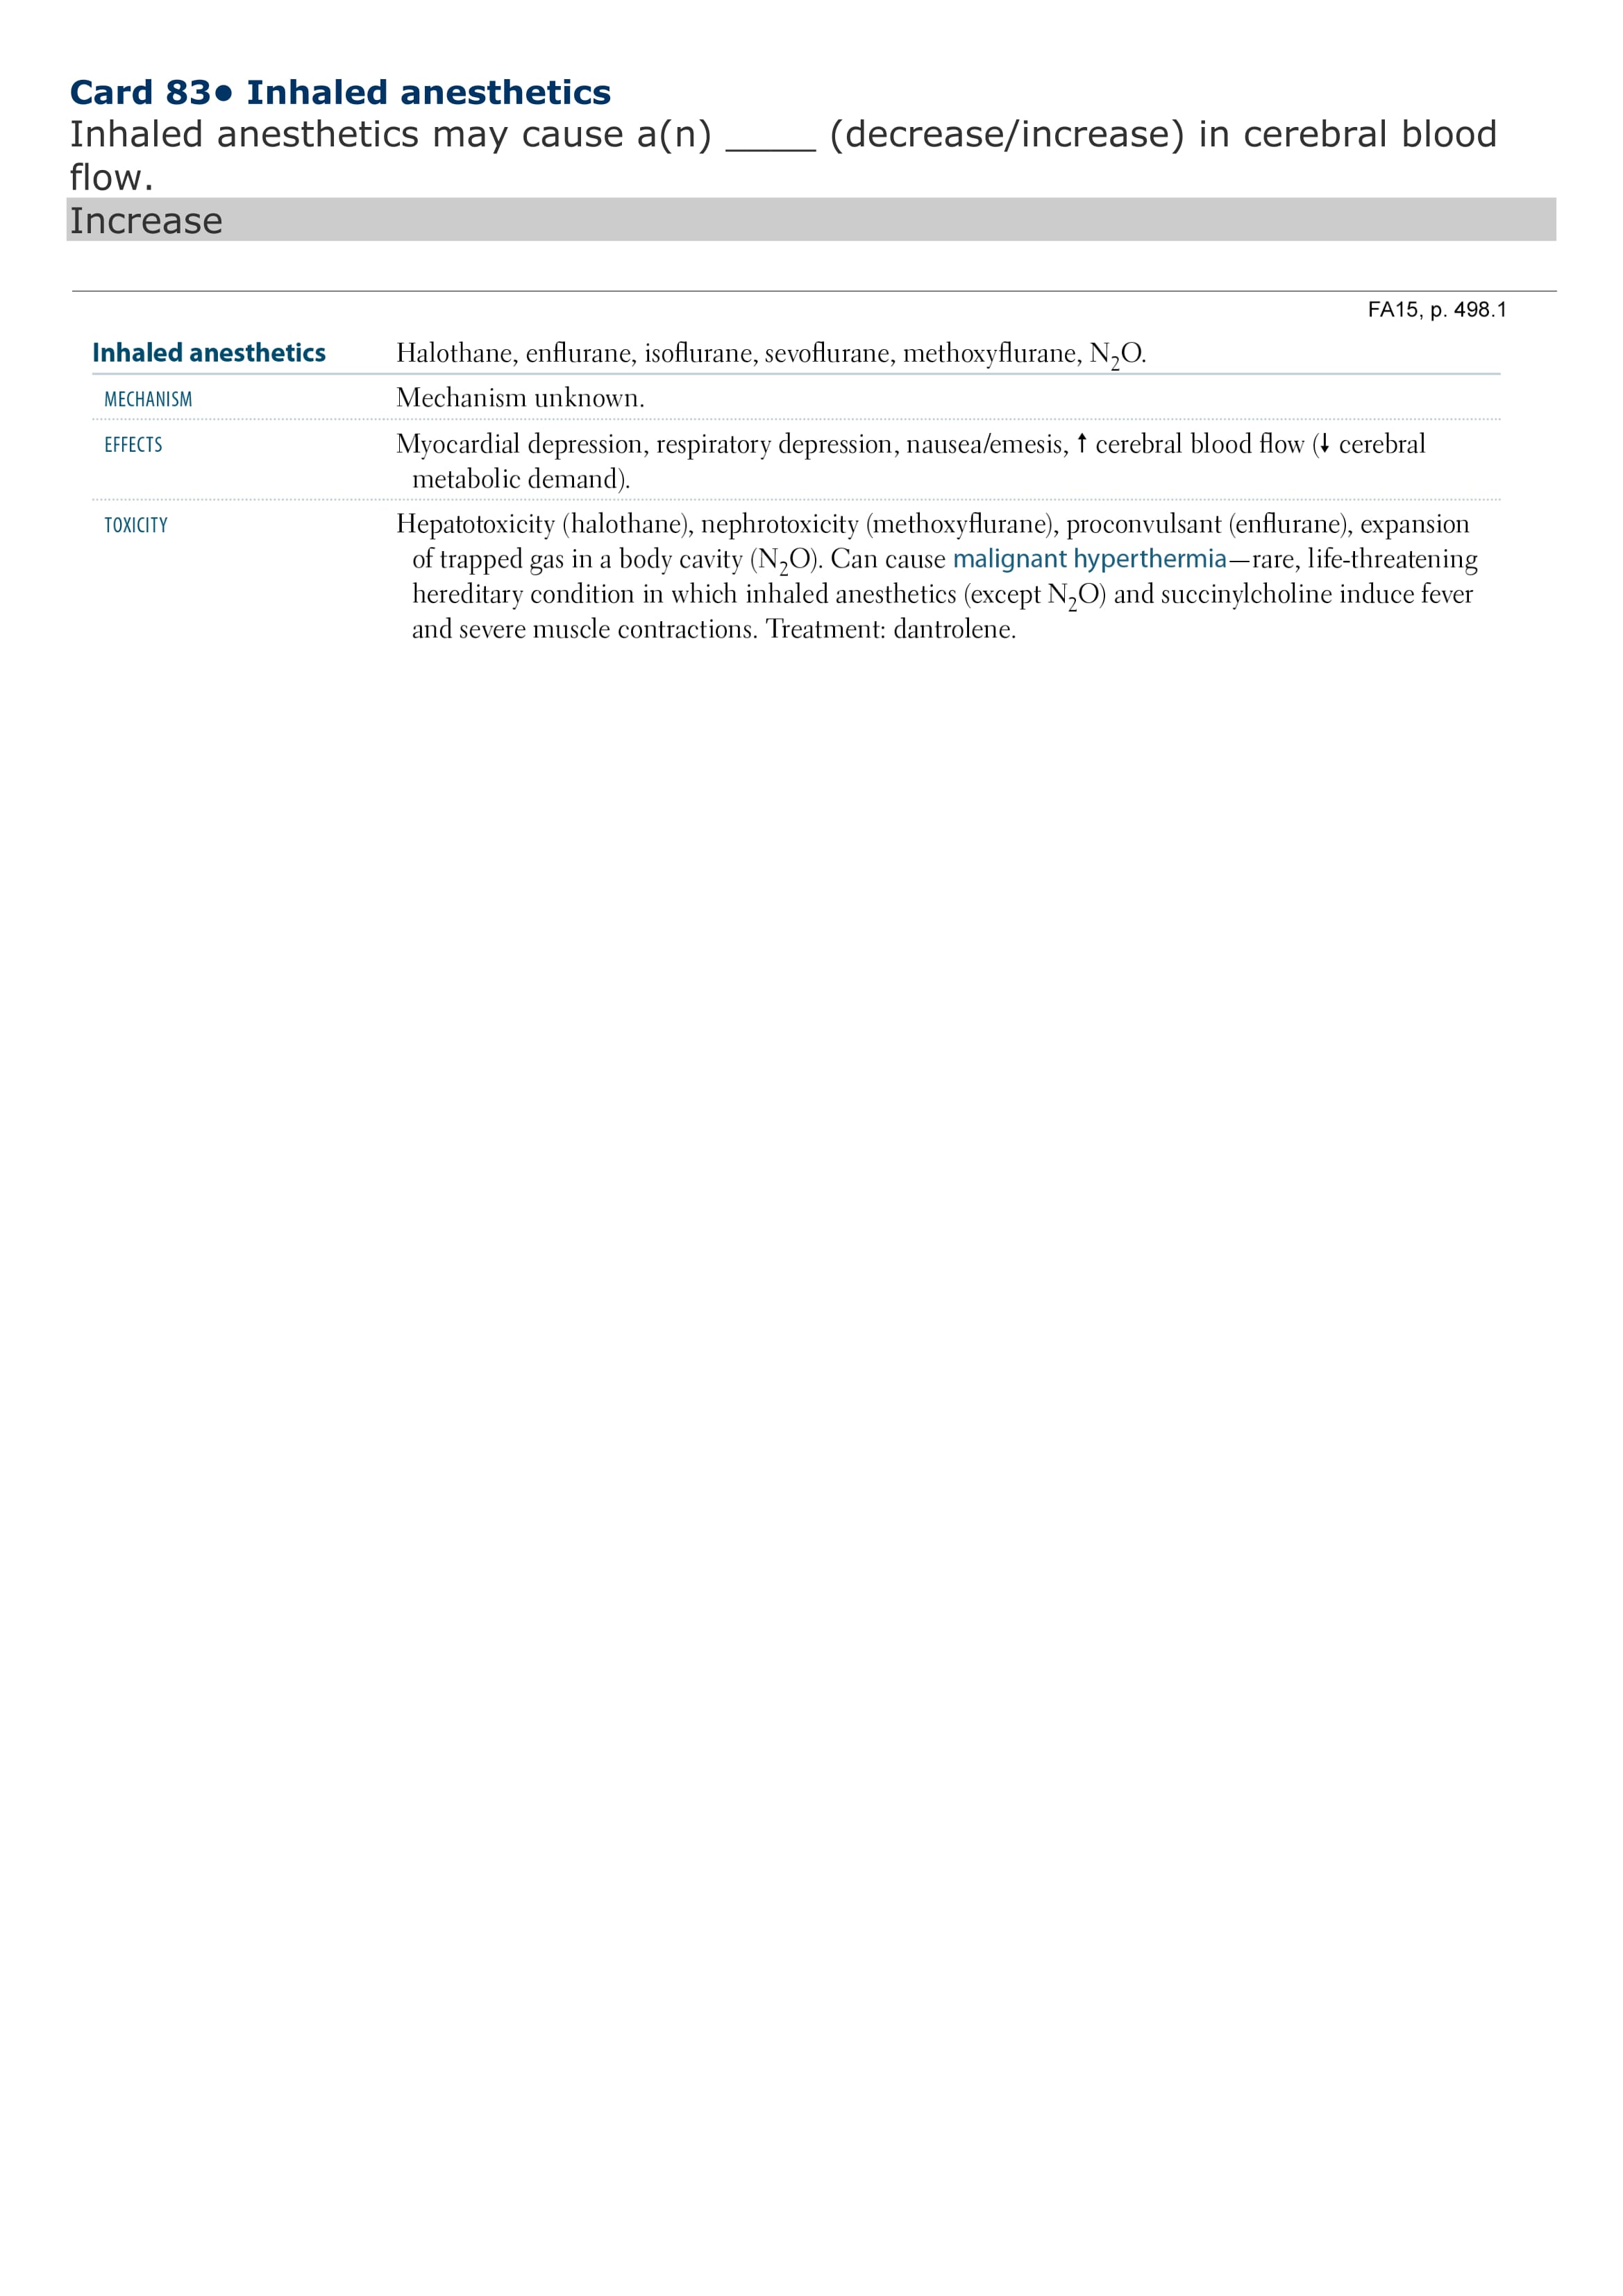 Card 83• Inhaled anesthetics
Inhaled anesthetics may cause a(n) _____ (decrease/increase) in cerebral blood
flow.
Increase
FA15, p. 498.1
Inhaled anesthetics Halothane, enflurane, isoflurane, sevoflurane, methoxyflurane, N₂O.
MECHANISM Mechanism unknown.
EFFECTS Myocardial depression, respiratory depression, nausea/emesis, ↑ cerebral blood flow (↓ cerebral
metabolic demand).
TOXICITY Hepatotoxicity (halothane), nephrotoxicity (methoxyflurane), proconvulsant (enflurane), expansion
of trapped gas in a body cavity (N₂O). Can cause malignant hyperthermia—rare, life-threatening
hereditary condition in which inhaled anesthetics (except N₂O) and succinylcholine induce fever
and severe muscle contractions. Treatment: dantrolene.